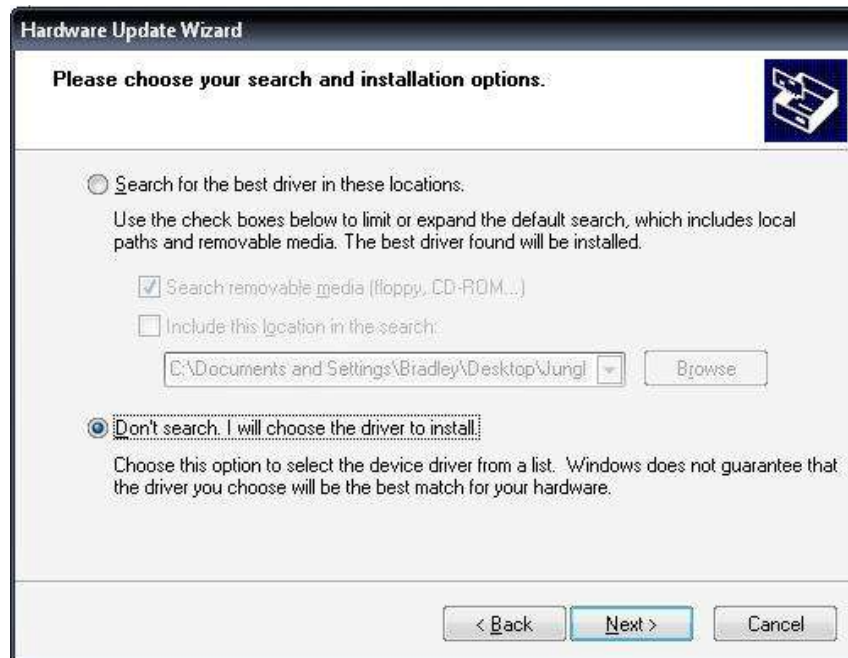 Hardware Update Wizard
Please choose your search and installation options.
Search for the best driver in these locations.
Use the check boxes below to limit or expand the default search, which includes local
paths and removable media. The best driver found will be installed.
Search removable media (floppy, CD-ROM...)
Include this location in the search:
C:\Documents and Settings\Bradley\Desktop\Jungl
Browse
Don't search. I will choose the driver to install.
Choose this option to select the device driver from a list. Windows does not guarantee that
the driver you choose will be the best match for your hardware.
< Back
Next >
Cancel